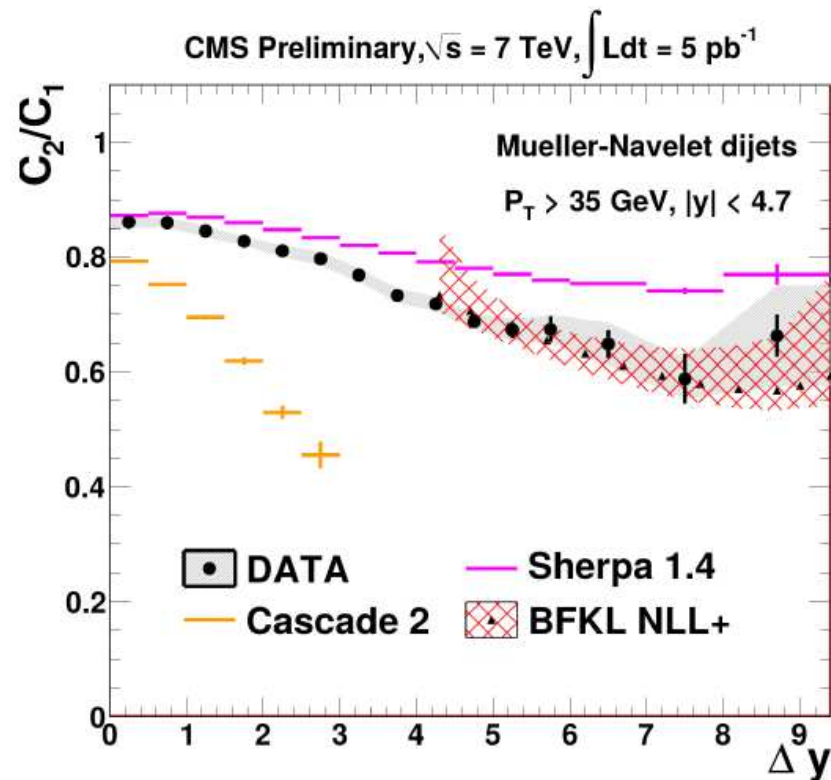 CMS Preliminary,√s = 7 TeV,∫Ldt = 5 pb⁻¹
C₂/C₁
1
0.8
0.6
0.4
0.2
0
Mueller-Navelet dijets
P_T > 35 GeV, |y| < 4.7
DATA
Sherpa 1.4
Cascade 2
BFKL NLL+
0 1 2 3 4 5 6 7 8 9
Δ y